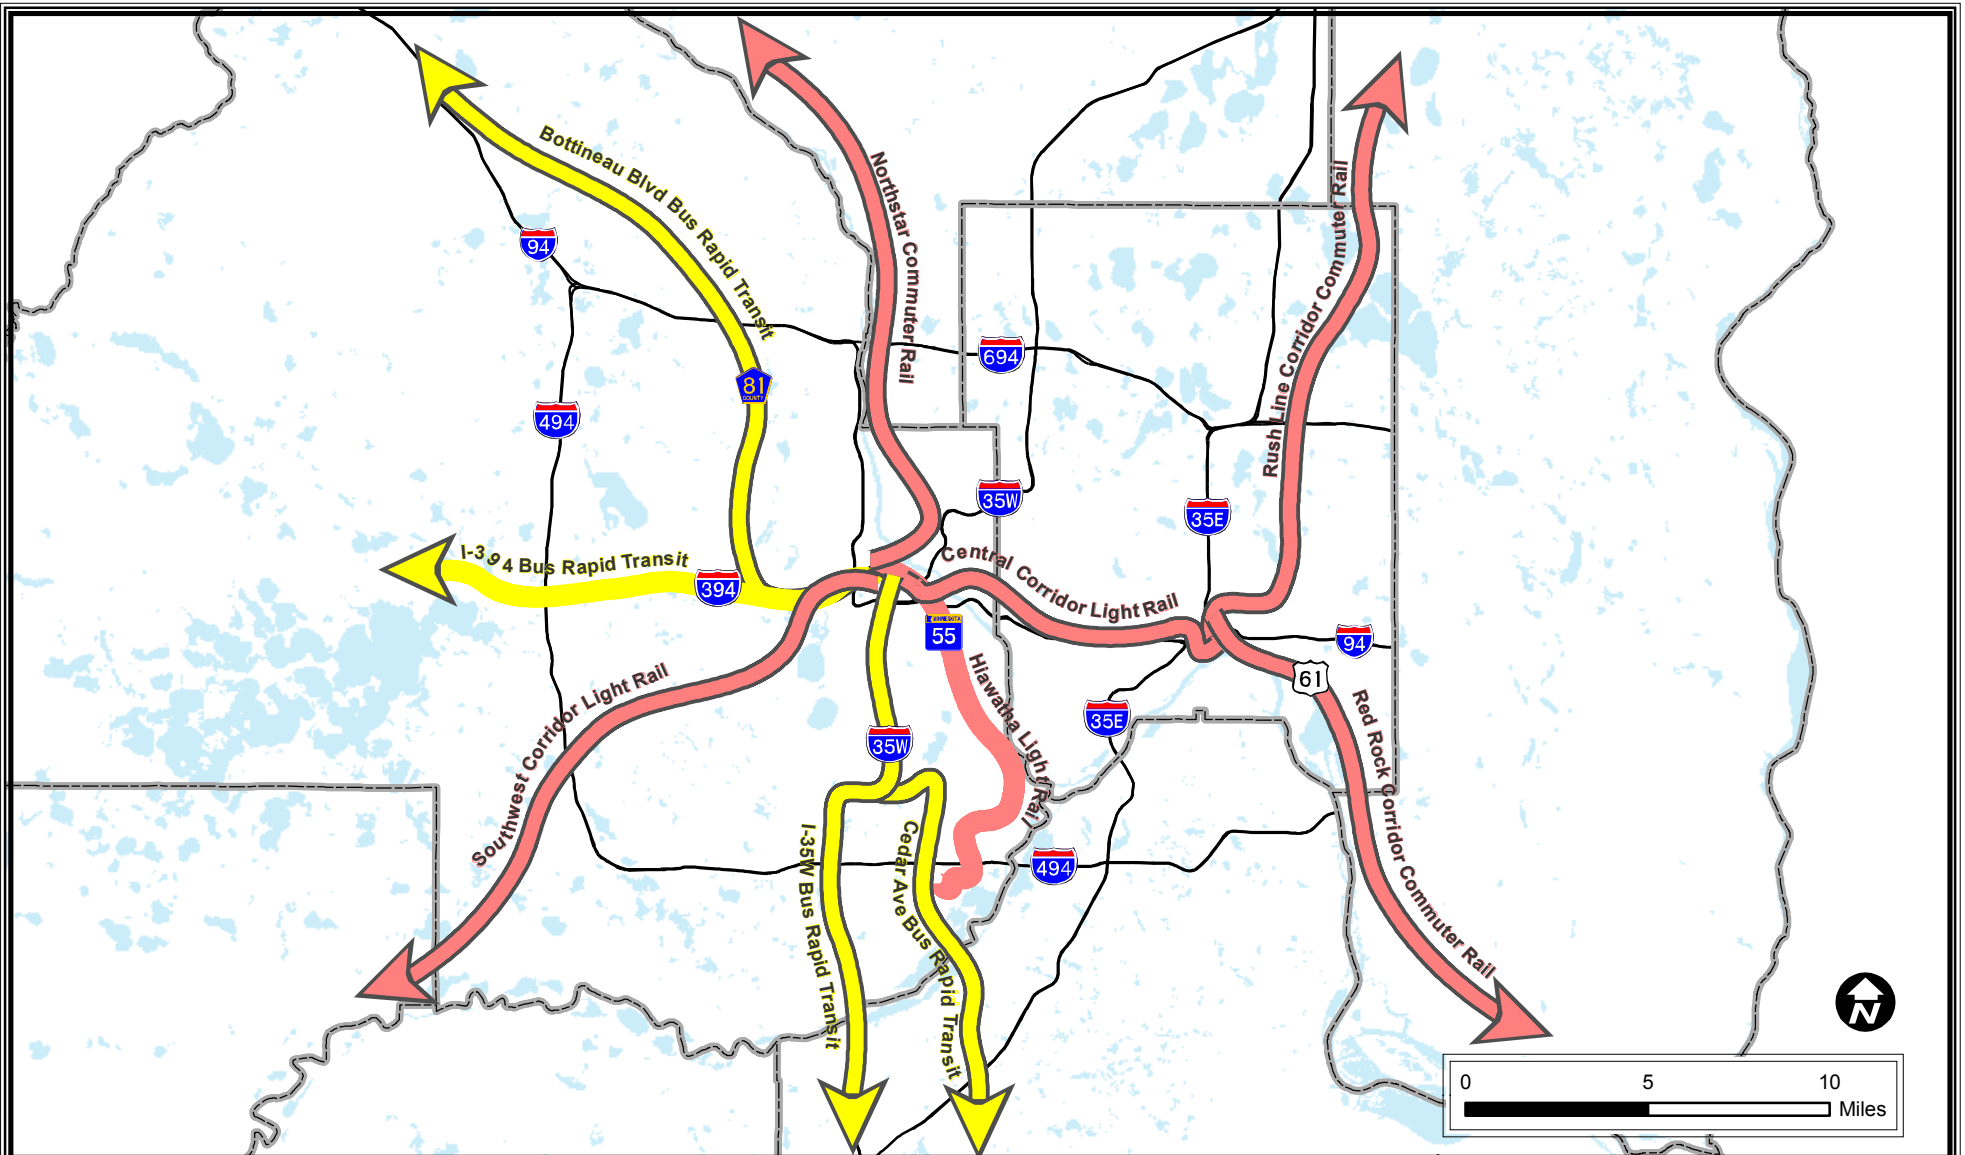 Bottineau Blvd Bus Rapid Transit
Northstar Commuter Rail
Rush Line Corridor Commuter Rail
94
694
81
COUNTY
494
35W
35E
I-394 Bus Rapid Transit
394
Central Corridor Light Rail
MINNESOTA
55
94
61
Hiawatha Light Rail
Southwest Corridor Light Rail
35E
35W
Red Rock Corridor Commuter Rail
I-35W Bus Rapid Transit
Cedar Ave Bus Rapid Transit
494
N
0 5 10
Miles